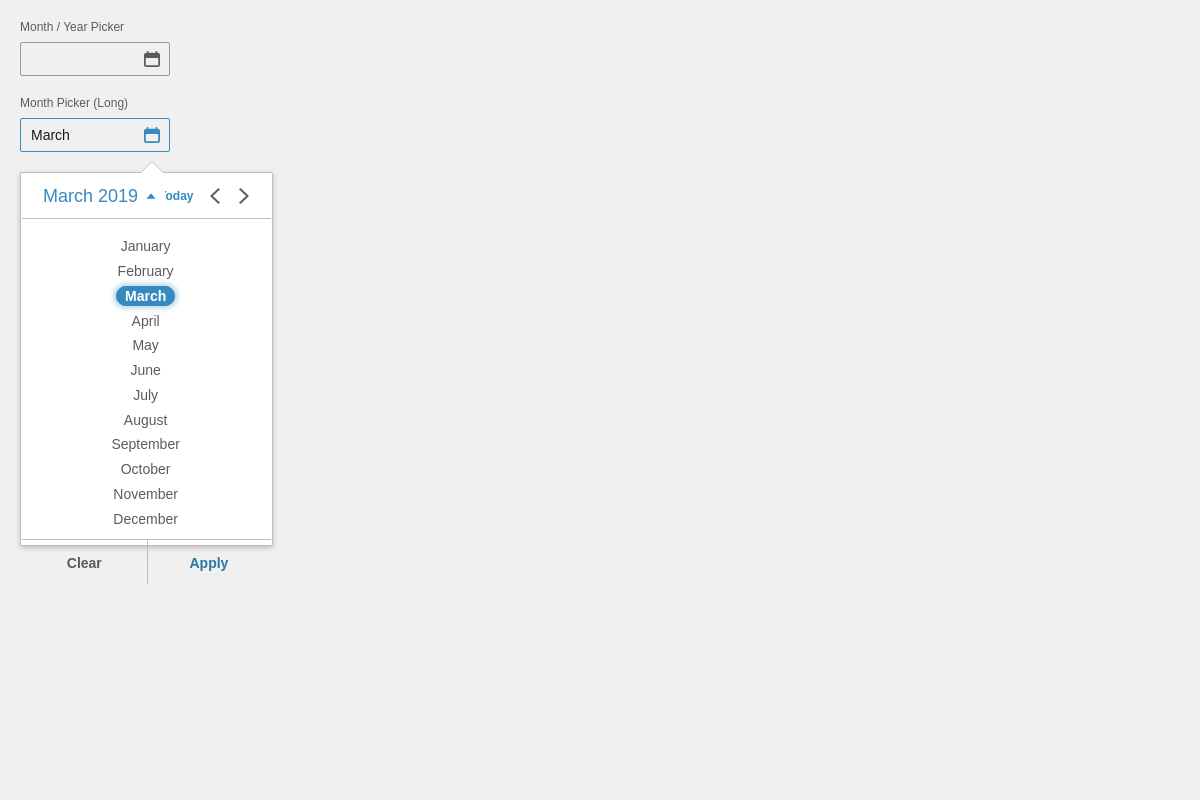 Month / Year Picker
Month Picker (Long)
March
March 2019 oday
January
February
March
April
May
June
July
August
September
October
November
December
Clear Apply